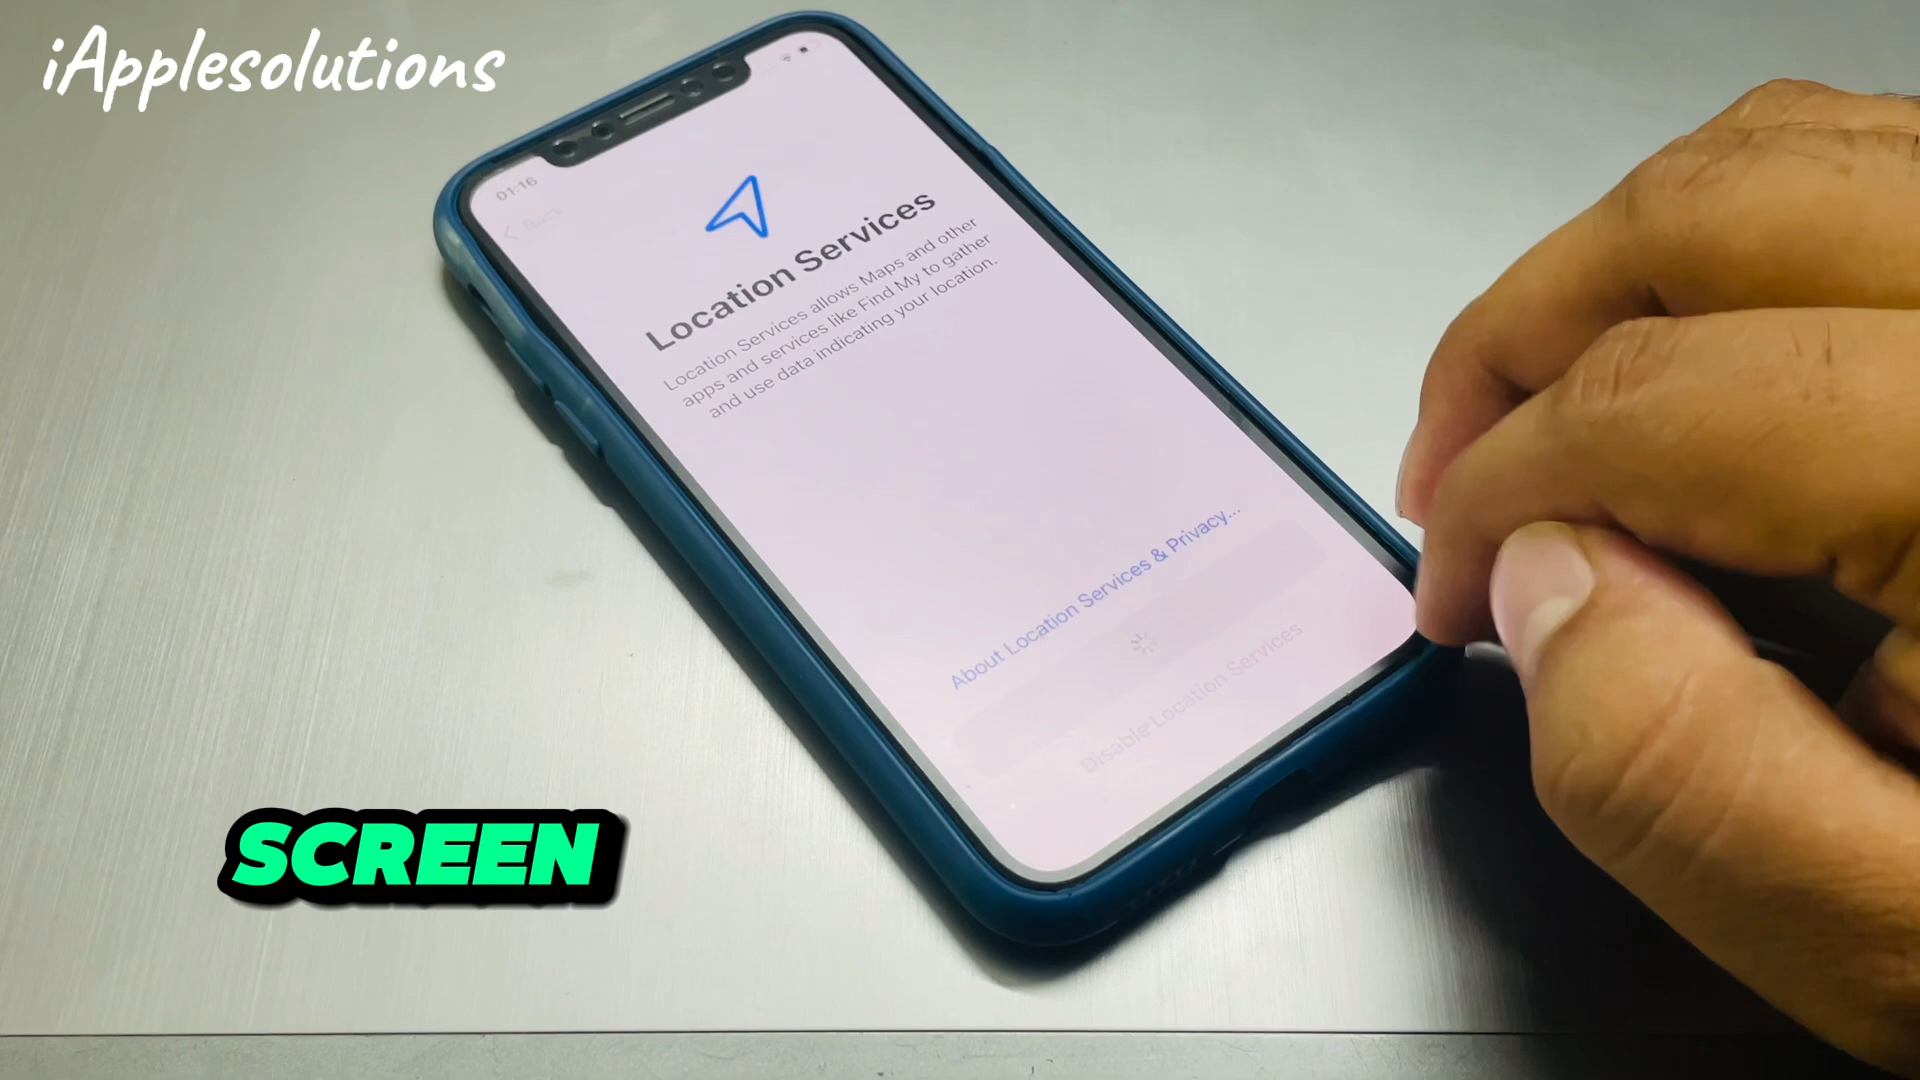 iApplesolutions
01:16
Back
Location Services
Location Services allows Maps and other
apps and services like Find My to gather
and use data indicating your location.
About Location Services & Privacy...
Disable Location Services
SCREEN